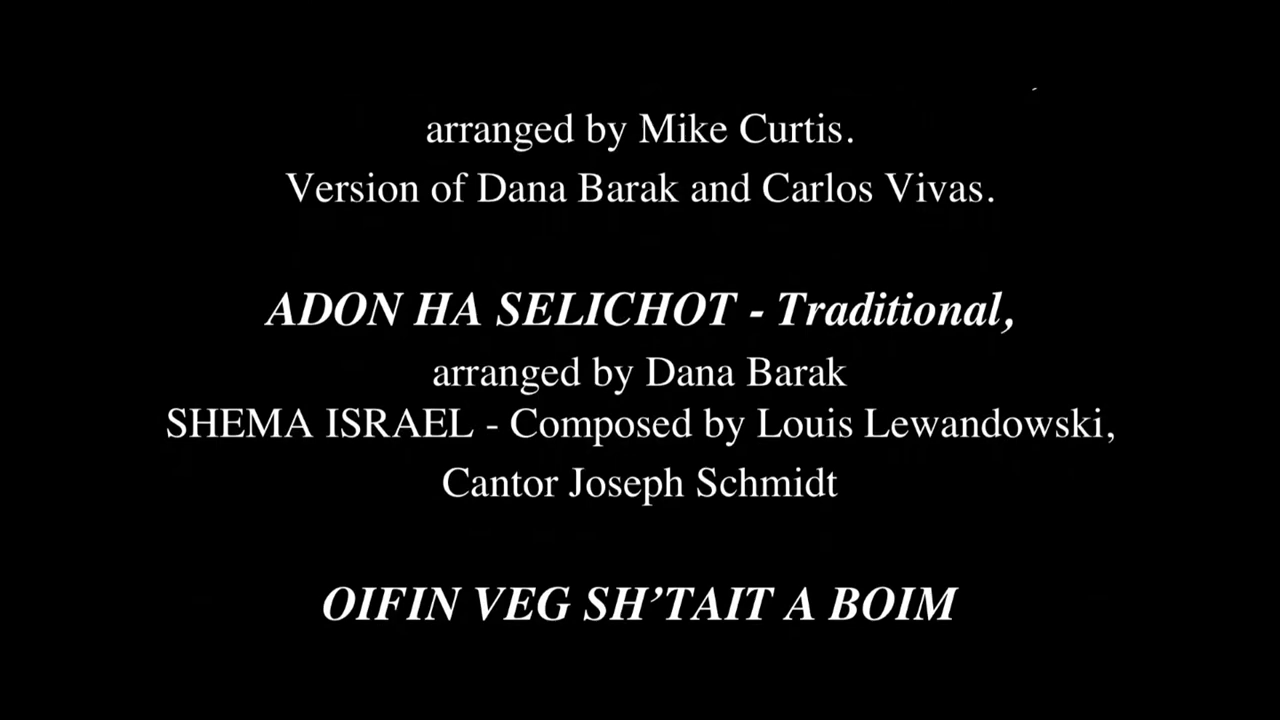 arranged by Mike Curtis.
Version of Dana Barak and Carlos Vivas.
ADON HA SELICHOT - Traditional,
arranged by Dana Barak
SHEMA ISRAEL - Composed by Louis Lewandowski,
Cantor Joseph Schmidt
OIFIN VEG SH’TAIT A BOIM